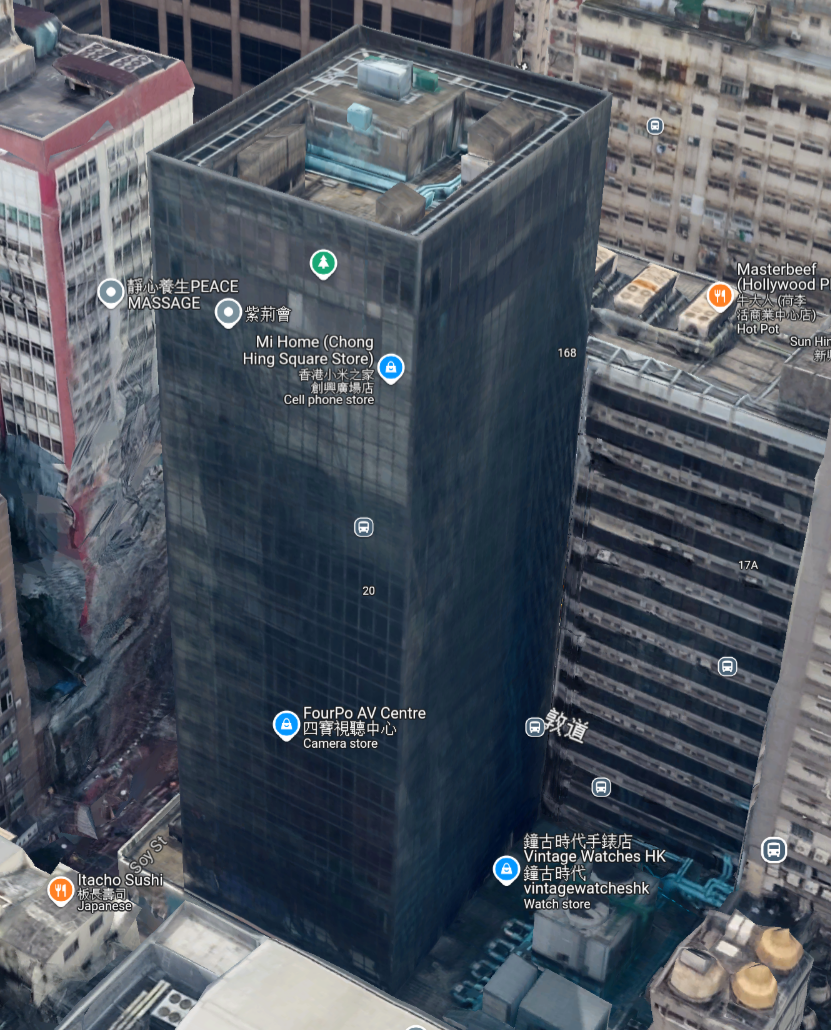 靜心養生PEACE
MASSAGE
紫荊會
Mi Home (Chong
Hing Square Store)
香港小米之家
創興廣場店
Cell phone store
Masterbeef
(Hollywood P
牛大人 (荷李
活商業中心店)
Hot Pot
Sun Hin
新興
168
20
17A
FourPo AV Centre
四寶視聽中心
Camera store
敦道
鐘古時代手錶店
Vintage Watches HK
鐘古時代
vintagewatcheshk
Watch store
Soy St
Itacho Sushi
板長壽司
Japanese